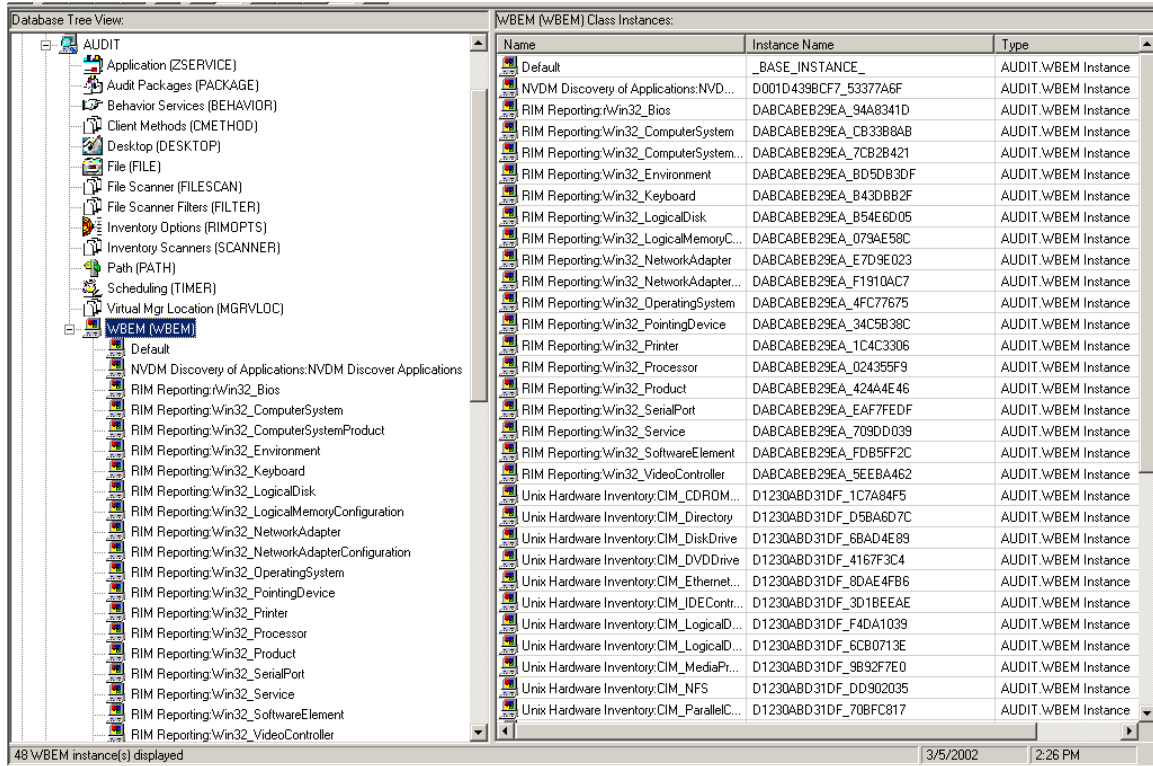 Database Tree View:
AUDIT
Application (ZSERVICE)
Audit Packages (PACKAGE)
Behavior Services (BEHAVIOR)
Client Methods (CMETHOD)
Desktop (DESKTOP)
File (FILE)
File Scanner (FILESCAN)
File Scanner Filters (FILTER)
Inventory Options (RIMOPTS)
Inventory Scanners (SCANNER)
Path (PATH)
Scheduling (TIMER)
Virtual Mgr Location (MGRVLOC)
WBEM (WBEM)
Default
NVDM Discovery of Applications:NVDM Discover Applications
RIM Reporting:rWin32_Bios
RIM Reporting:Win32_ComputerSystem
RIM Reporting:Win32_ComputerSystemProduct
RIM Reporting:Win32_Environment
RIM Reporting:Win32_Keyboard
RIM Reporting:Win32_LogicalDisk
RIM Reporting:Win32_LogicalMemoryConfiguration
RIM Reporting:Win32_NetworkAdapter
RIM Reporting:Win32_NetworkAdapterConfiguration
RIM Reporting:Win32_OperatingSystem
RIM Reporting:Win32_PointingDevice
RIM Reporting:Win32_Printer
RIM Reporting:Win32_Processor
RIM Reporting:Win32_Product
RIM Reporting:Win32_SerialPort
RIM Reporting:Win32_Service
RIM Reporting:Win32_SoftwareElement
RIM Reporting:Win32_VideoController
WBEM (WBEM) Class Instances:
Name Instance Name Type
Default _BASE_INSTANCE_ AUDIT.WBEM Instance
NVDM Discovery of Applications:NVD... D001D439BCF7_53377A6F AUDIT.WBEM Instance
RIM Reporting:rWin32_Bios DABCABEB29EA_94A8341D AUDIT.WBEM Instance
RIM Reporting:Win32_ComputerSystem DABCABEB29EA_CB33B8AB AUDIT.WBEM Instance
RIM Reporting:Win32_ComputerSystem... DABCABEB29EA_7CB2B421 AUDIT.WBEM Instance
RIM Reporting:Win32_Environment DABCABEB29EA_BD5DB3DF AUDIT.WBEM Instance
RIM Reporting:Win32_Keyboard DABCABEB29EA_B43DBB2F AUDIT.WBEM Instance
RIM Reporting:Win32_LogicalDisk DABCABEB29EA_B54E6D05 AUDIT.WBEM Instance
RIM Reporting:Win32_LogicalMemoryC... DABCABEB29EA_079AE58C AUDIT.WBEM Instance
RIM Reporting:Win32_NetworkAdapter DABCABEB29EA_E7D9E023 AUDIT.WBEM Instance
RIM Reporting:Win32_NetworkAdapter... DABCABEB29EA_F1910AC7 AUDIT.WBEM Instance
RIM Reporting:Win32_OperatingSystem DABCABEB29EA_4FC77675 AUDIT.WBEM Instance
RIM Reporting:Win32_PointingDevice DABCABEB29EA_34C5B38C AUDIT.WBEM Instance
RIM Reporting:Win32_Printer DABCABEB29EA_1C4C3306 AUDIT.WBEM Instance
RIM Reporting:Win32_Processor DABCABEB29EA_024355F9 AUDIT.WBEM Instance
RIM Reporting:Win32_Product DABCABEB29EA_424A4E46 AUDIT.WBEM Instance
RIM Reporting:Win32_SerialPort DABCABEB29EA_EAF7FEDF AUDIT.WBEM Instance
RIM Reporting:Win32_Service DABCABEB29EA_709DD039 AUDIT.WBEM Instance
RIM Reporting:Win32_SoftwareElement DABCABEB29EA_FDB5FF2C AUDIT.WBEM Instance
RIM Reporting:Win32_VideoController DABCABEB29EA_5EEBA462 AUDIT.WBEM Instance
Unix Hardware Inventory:CIM_CDROM... D1230ABD31DF_1C7A84F5 AUDIT.WBEM Instance
Unix Hardware Inventory:CIM_Directory D1230ABD31DF_D5BA6D7C AUDIT.WBEM Instance
Unix Hardware Inventory:CIM_DiskDrive D1230ABD31DF_6BAD4E89 AUDIT.WBEM Instance
Unix Hardware Inventory:CIM_DVDDrive D1230ABD31DF_4167F3C4 AUDIT.WBEM Instance
Unix Hardware Inventory:CIM_Ethernet... D1230ABD31DF_8DAE4FB6 AUDIT.WBEM Instance
Unix Hardware Inventory:CIM_IDEContr... D1230ABD31DF_3D1BEEAE AUDIT.WBEM Instance
Unix Hardware Inventory:CIM_LogicalD... D1230ABD31DF_F4DA1039 AUDIT.WBEM Instance
Unix Hardware Inventory:CIM_LogicalD... D1230ABD31DF_6CB0713E AUDIT.WBEM Instance
Unix Hardware Inventory:CIM_MediaPr... D1230ABD31DF_9B92F7E0 AUDIT.WBEM Instance
Unix Hardware Inventory:CIM_NFS D1230ABD31DF_DD902035 AUDIT.WBEM Instance
Unix Hardware Inventory:CIM_ParallelC... D1230ABD31DF_70BFC817 AUDIT.WBEM Instance
48 WBEM instance(s) displayed 3/5/2002 2:26 PM